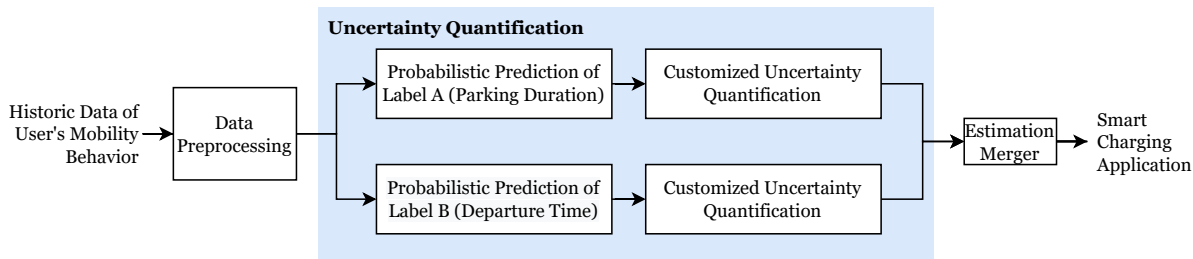 Uncertainty Quantification
Historic Data of
User's Mobility
Behavior
Data
Preprocessing
Probabilistic Prediction of
Label A (Parking Duration)
Customized Uncertainty
Quantification
Probabilistic Prediction of
Label B (Departure Time)
Customized Uncertainty
Quantification
Estimation
Merger
Smart
Charging
Application